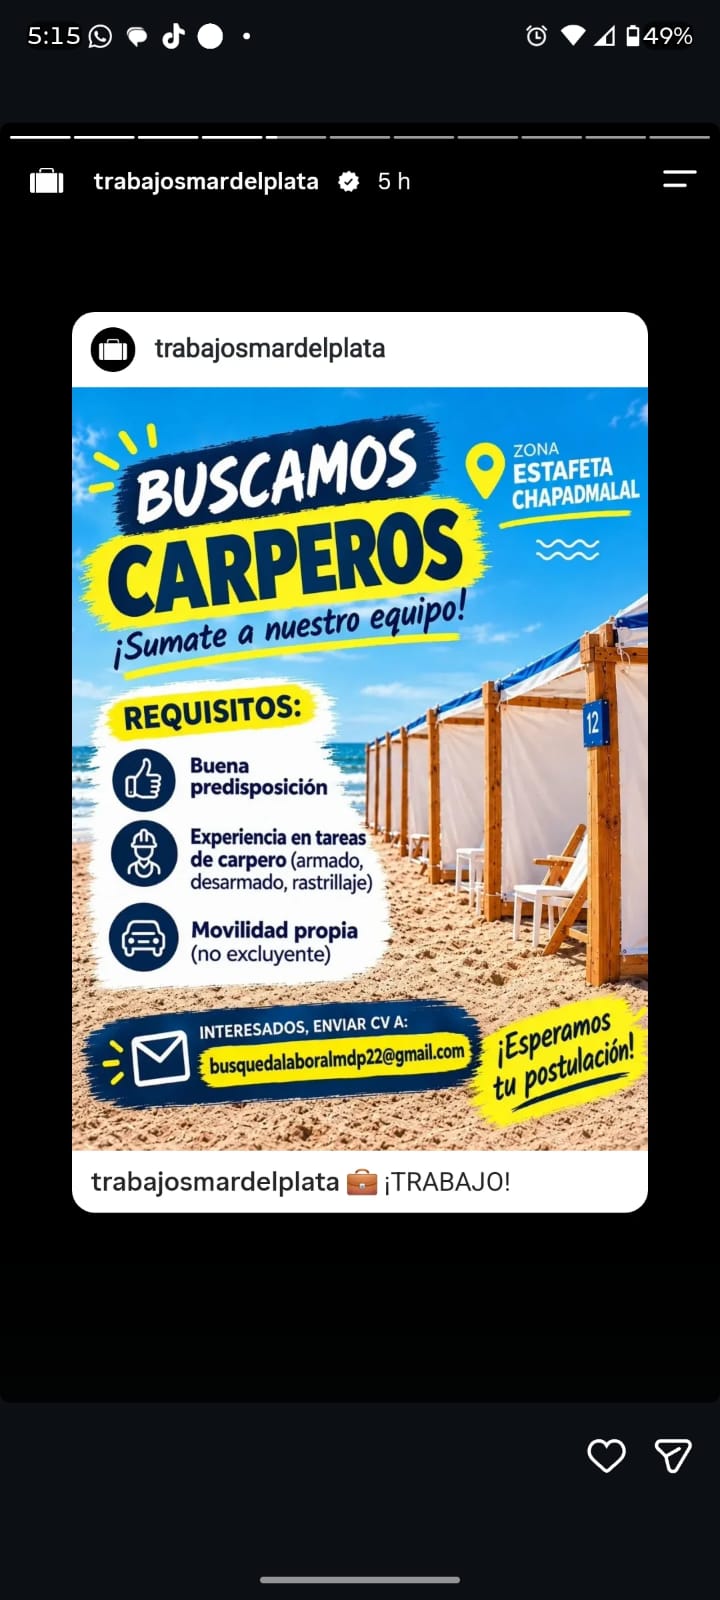 5:15
49%
trabajosmardelplata 5 h
trabajosmardelplata
BUSCAMOS
CARPEROS
¡Sumate a nuestro equipo!
ZONA
ESTAFETA
CHAPADMALAL
REQUISITOS:
Buena
predisposición
Experiencia en tareas
de carpero (armado,
desarmado, rastrillaje)
Movilidad propia
(no excluyente)
12
INTERESADOS, ENVIAR CV A:
busquedalaboralmdp22@gmail.com
¡Esperamos
tu postulación!
trabajosmardelplata 💼 ¡TRABAJO!